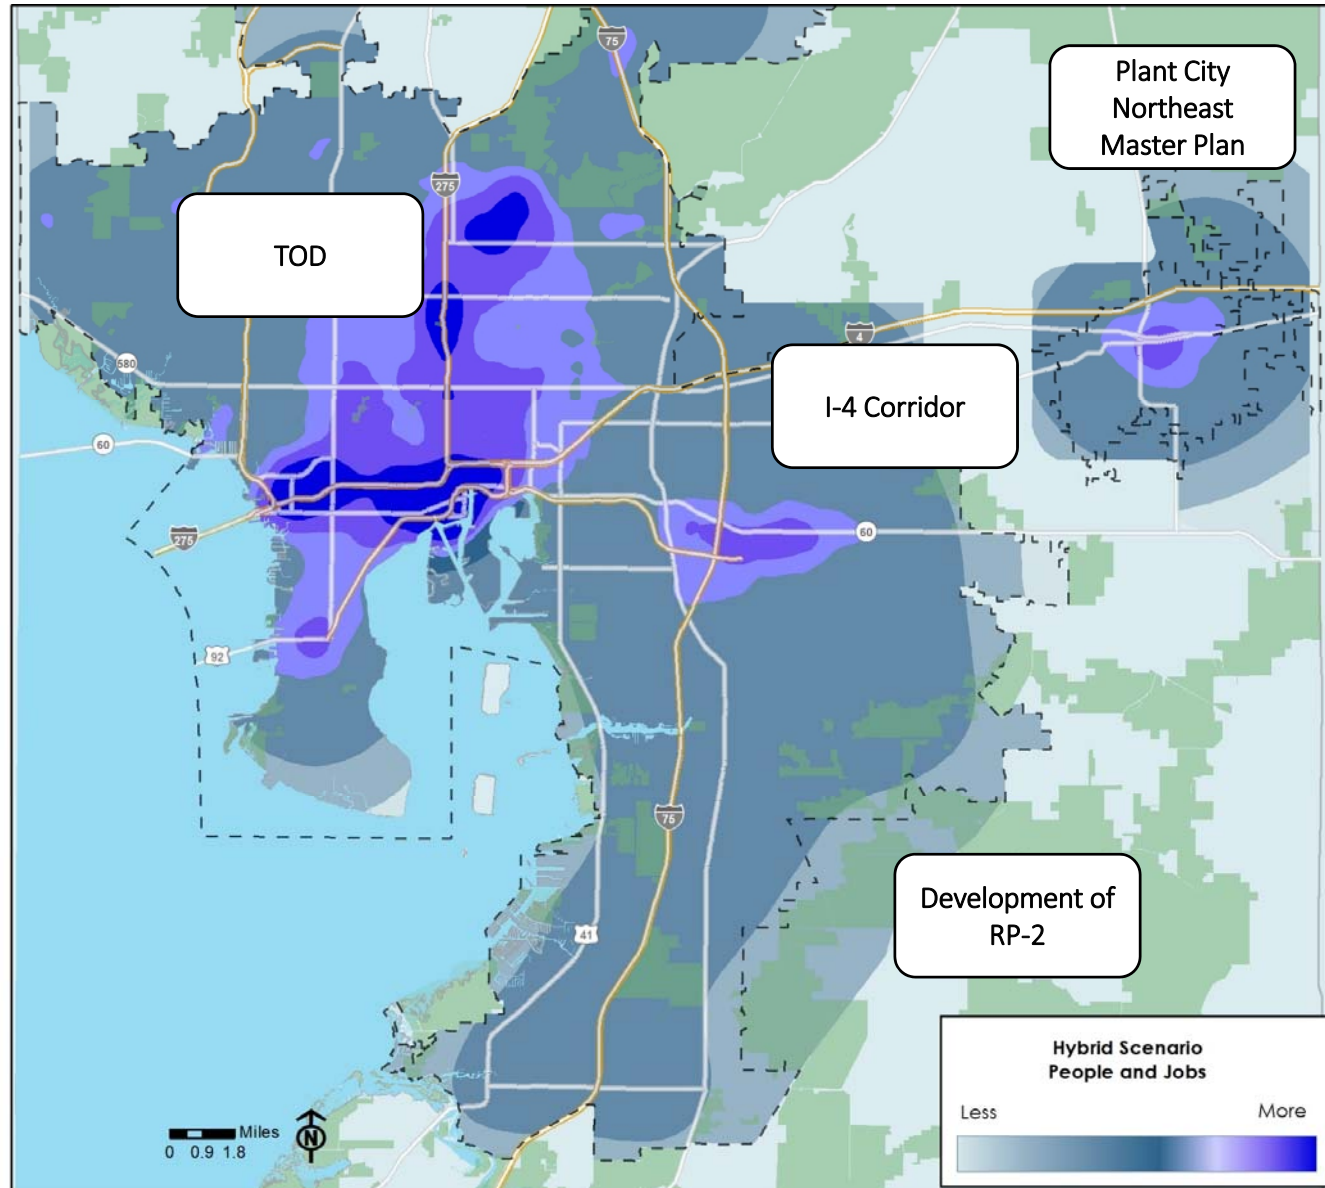 75
Plant City
Northeast
Master Plan
275
TOD
4
580
I-4 Corridor
60
60
275
92
75
Development of
RP-2
41
Hybrid Scenario
People and Jobs
Less
More
Miles
0 0.9 1.8
N